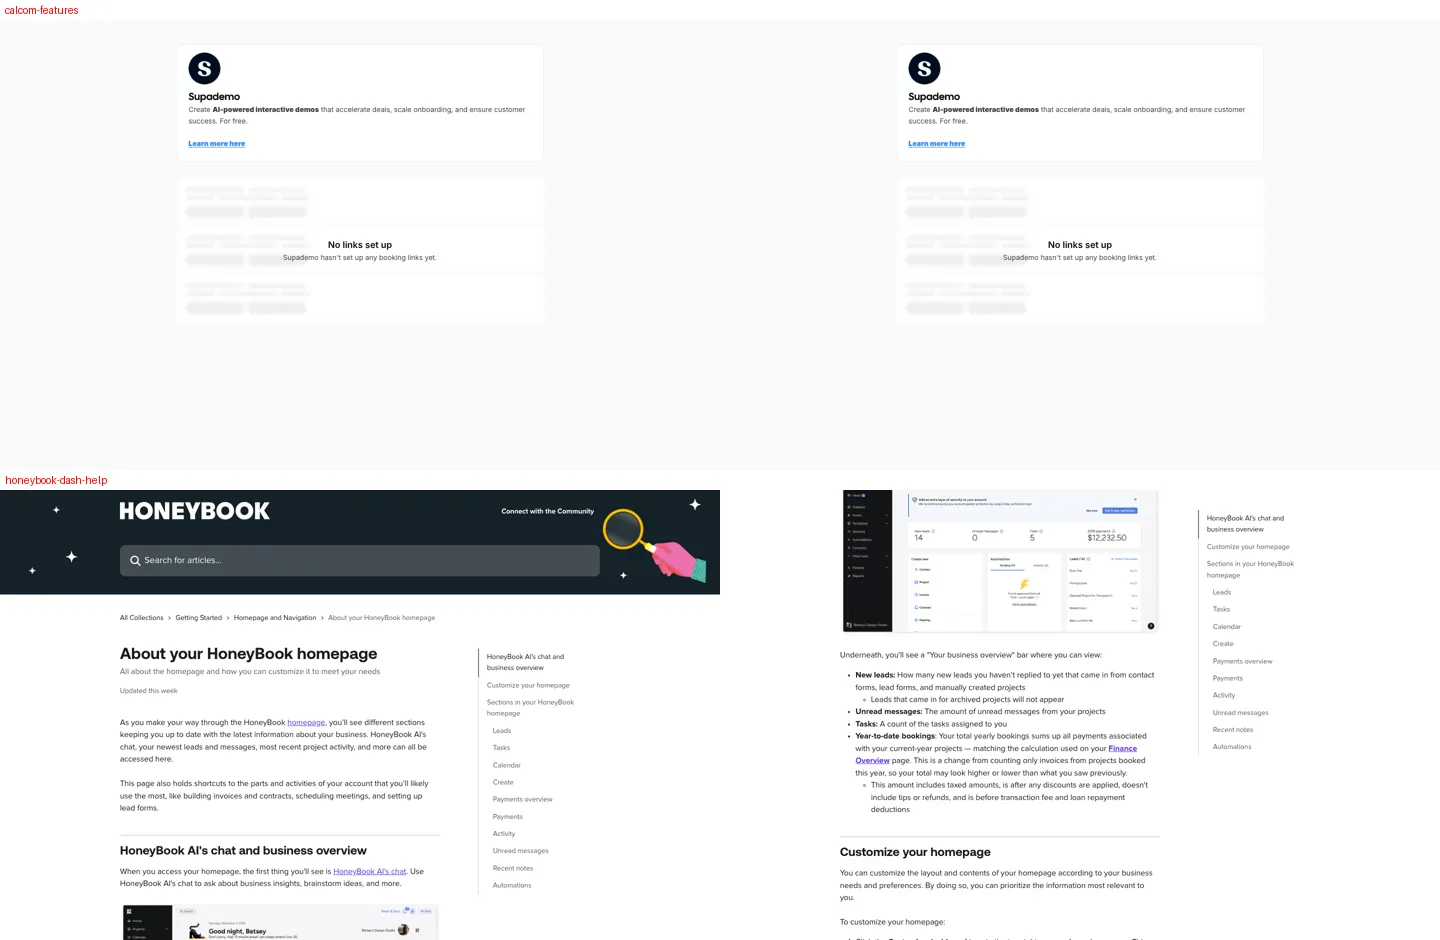 calcom-features
S
Supademo
Create AI-powered interactive demos that accelerate deals, scale onboarding, and ensure customer
success. For free.
Learn more here
No links set up
Supademo hasn't set up any booking links yet.
S
Supademo
Create AI-powered interactive demos that accelerate deals, scale onboarding, and ensure customer
success. For free.
Learn more here
No links set up
Supademo hasn't set up any booking links yet.
honeybook-dash-help
HONEYBOOK
Connect with the Community
Search for articles...
All Collections > Getting Started > Homepage and Navigation > About your HoneyBook homepage
About your HoneyBook homepage
All about the homepage and how you can customize it to meet your needs
Updated this week
As you make your way through the HoneyBook homepage, you'll see different sections
keeping you up to date with the latest information about your business. HoneyBook AI's
chat, your newest leads and messages, most recent project activity, and more can all be
accessed here.
This page also holds shortcuts to the parts and activities of your account that you'll likely
use the most, like building invoices and contracts, scheduling meetings, and setting up
lead forms.
HoneyBook AI's chat and business overview
When you access your homepage, the first thing you'll see is HoneyBook AI's chat. Use
HoneyBook AI's chat to ask about business insights, brainstorm ideas, and more.
Good night, Betsey
HoneyBook AI's chat and
business overview
Customize your homepage
Sections in your HoneyBook
homepage
Leads
Tasks
Calendar
Create
Payments overview
Payments
Activity
Unread messages
Recent notes
Automations
Add an extra layer of security to your account
14
0
5
$12,232.50
Underneath, you'll see a "Your business overview" bar where you can view:
• New leads: How many new leads you haven't replied to yet that came in from contact
forms, lead forms, and manually created projects
Leads that came in for archived projects will not appear
• Unread messages: The amount of unread messages from your projects
• Tasks: A count of the tasks assigned to you
• Year-to-date bookings: Your total yearly bookings sums up all payments associated
with your current-year projects — matching the calculation used on your Finance
Overview page. This is a change from counting only invoices from projects booked
this year, so your total may look higher or lower than what you saw previously.
This amount includes taxed amounts, is after any discounts are applied, doesn't
include tips or refunds, and is before transaction fee and loan repayment
deductions
Customize your homepage
You can customize the layout and contents of your homepage according to your business
needs and preferences. By doing so, you can prioritize the information most relevant to
you.
To customize your homepage:
HoneyBook AI's chat and
business overview
Customize your homepage
Sections in your HoneyBook
homepage
Leads
Tasks
Calendar
Create
Payments overview
Payments
Activity
Unread messages
Recent notes
Automations